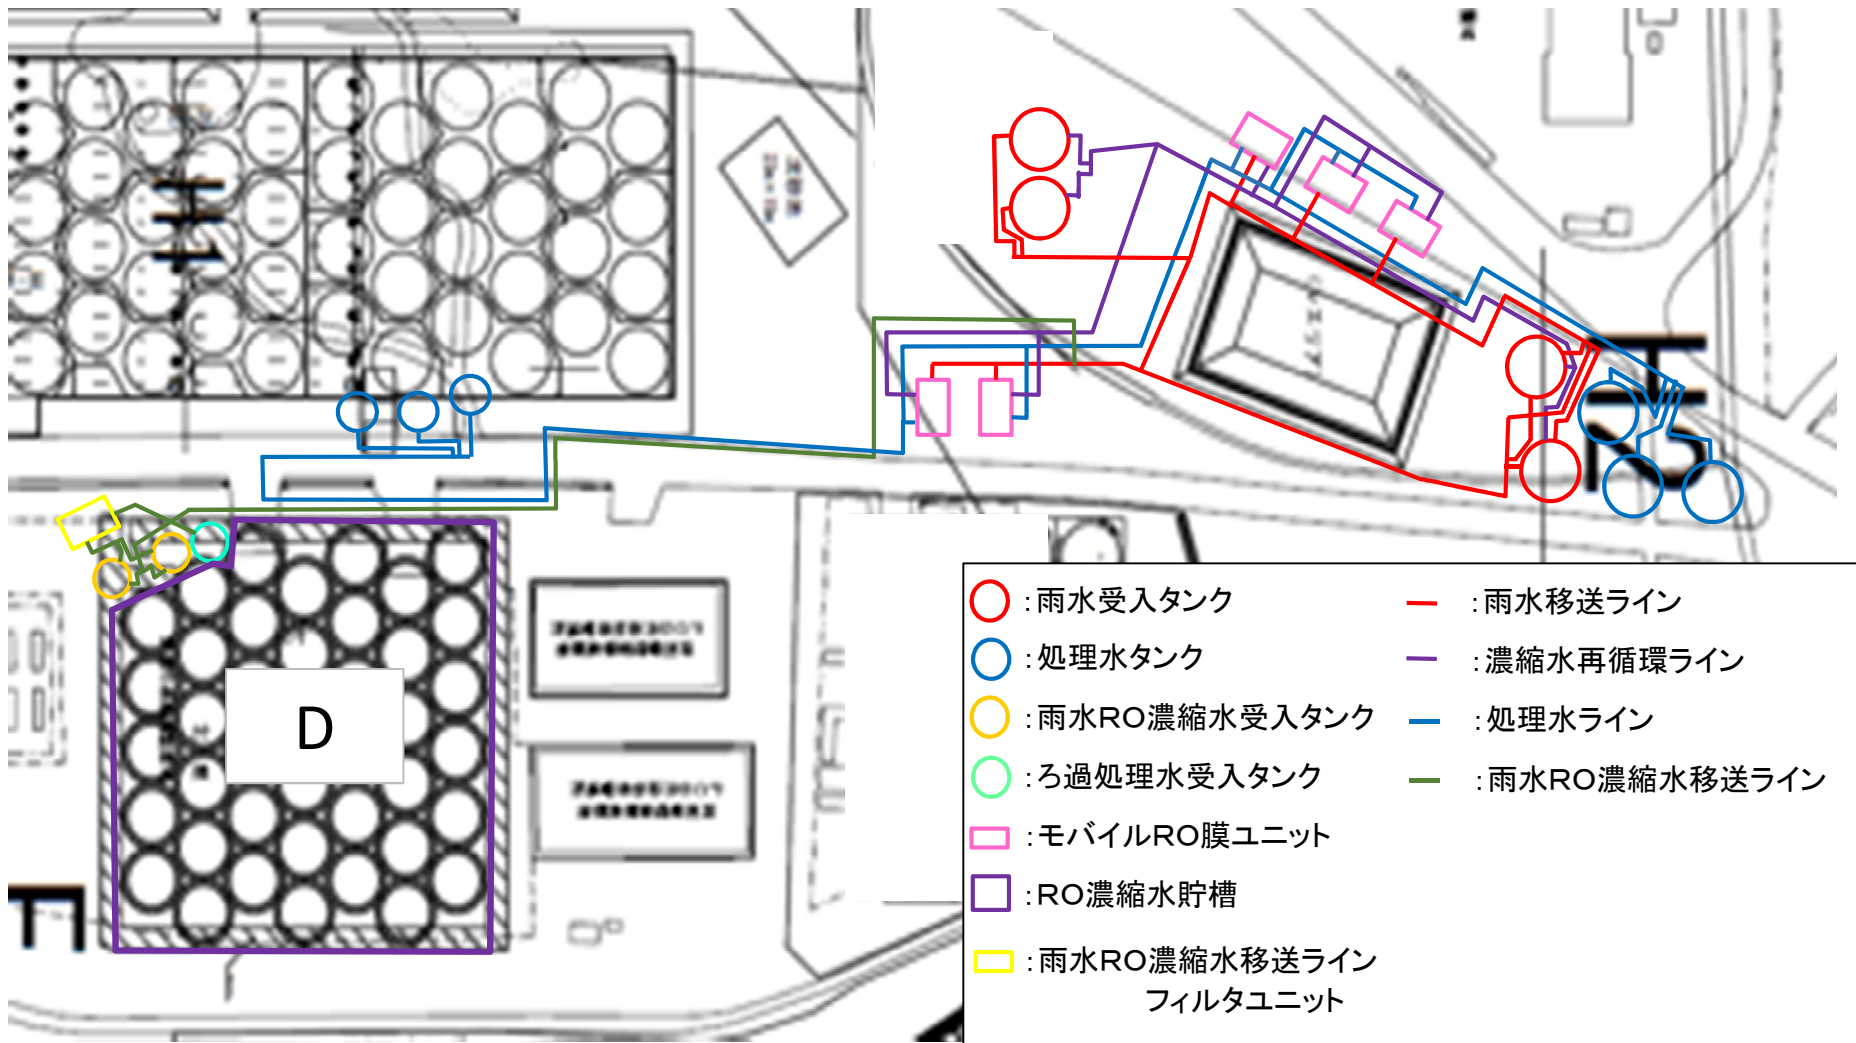 H1
H2
D
F
:雨水受入タンク
:処理水タンク
:雨水RO濃縮水受入タンク
:ろ過処理水受入タンク
:モバイルRO膜ユニット
:RO濃縮水貯槽
:雨水RO濃縮水移送ライン
フィルタユニット
:雨水移送ライン
:濃縮水再循環ライン
:処理水ライン
:雨水RO濃縮水移送ライン